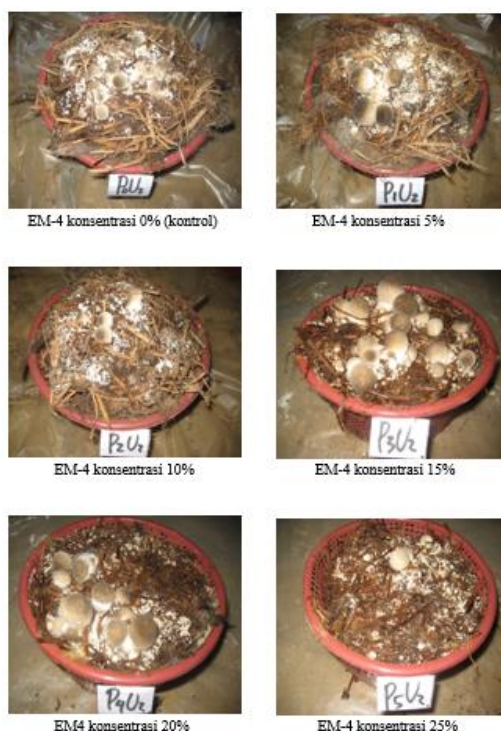 P0U2
EM-4 konsentrasi 0% (kontrol)
P1U2
EM-4 konsentrasi 5%
P2U2
EM-4 konsentrasi 10%
P3U2
EM-4 konsentrasi 15%
P4U2
EM4 konsentrasi 20%
P5U2
EM-4 konsentrasi 25%